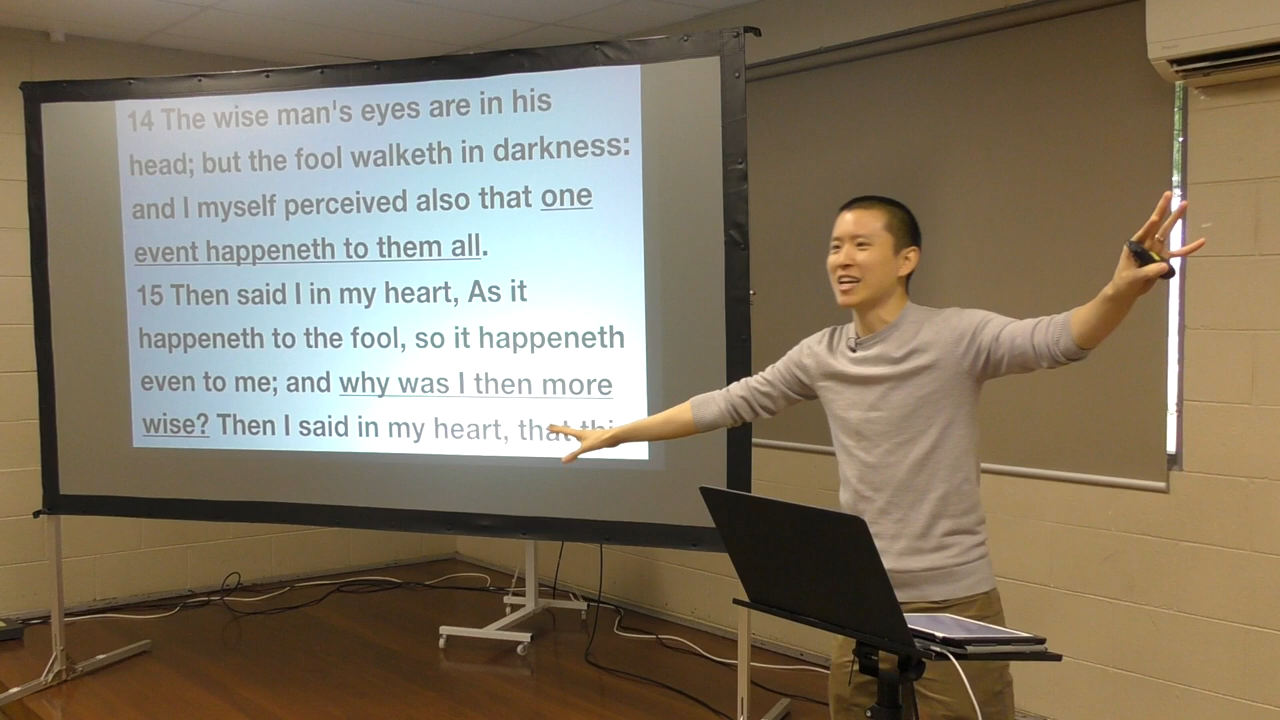 14 The wise man's eyes are in his
head; but the fool walketh in darkness:
and I myself perceived also that one
event happeneth to them all.
15 Then said I in my heart, As it
happeneth to the fool, so it happeneth
even to me; and why was I then more
wise? Then I said in my heart, that